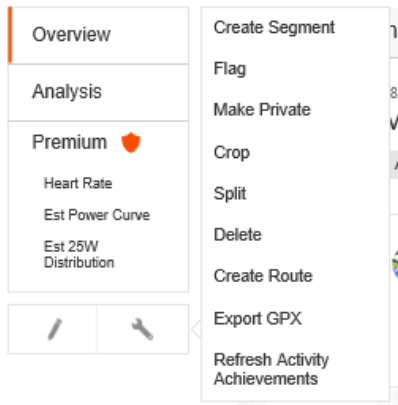 Overview
Analysis
Premium
Heart Rate
Est Power Curve
Est 25W
Distribution
Create Segment
Flag
Make Private
Crop
Split
Delete
Create Route
Export GPX
Refresh Activity
Achievements